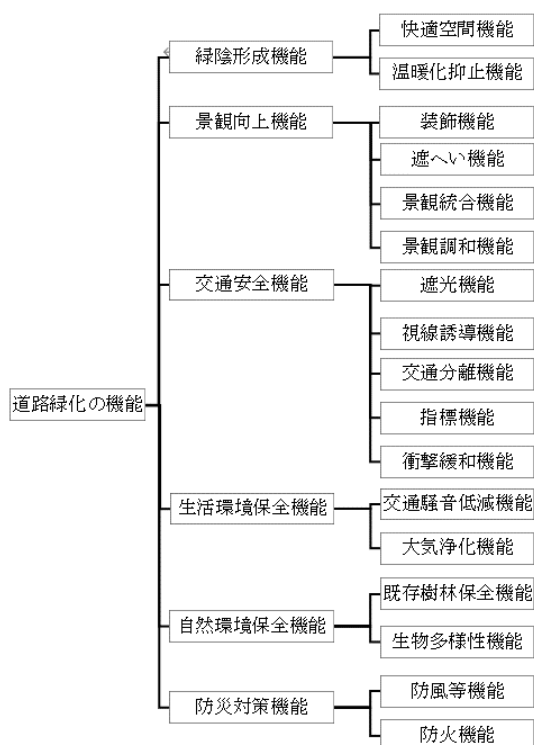 道路緑化の機能
緑陰形成機能
快適空間機能
温暖化抑止機能
景観向上機能
装飾機能
遮へい機能
景観統合機能
景観調和機能
交通安全機能
遮光機能
視線誘導機能
交通分離機能
指標機能
衝撃緩和機能
生活環境保全機能
交通騒音低減機能
大気浄化機能
自然環境保全機能
既存樹林保全機能
生物多様性機能
防災対策機能
防風等機能
防火機能